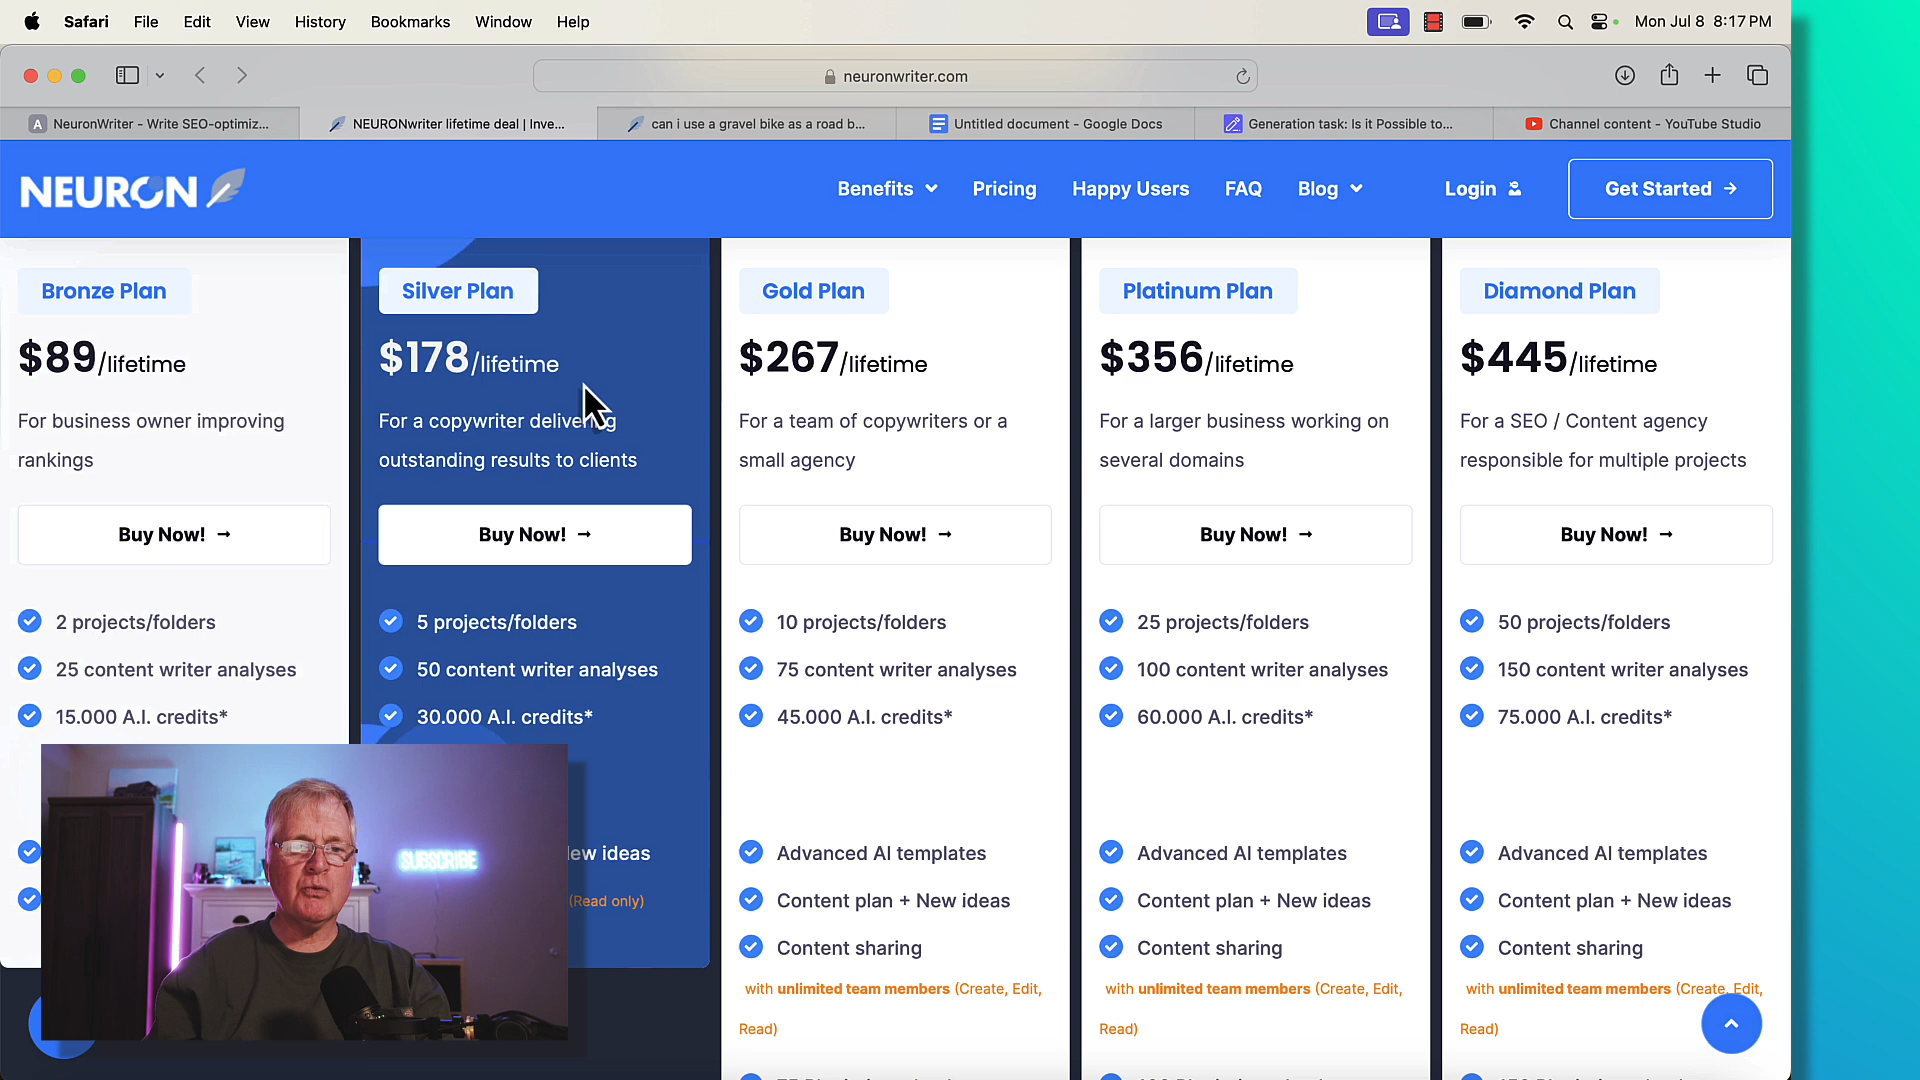 Safari File Edit View History Bookmarks Window Help Mon Jul 8 8:17 PM
neuronwriter.com
A NeuronWriter - Write SEO-optimiz... NEURONwriter lifetime deal | Inve... can i use a gravel bike as a road b... Untitled document - Google Docs Generation task: Is it Possible to... Channel content - YouTube Studio
NEURON Benefits Pricing Happy Users FAQ Blog Login Get Started →
Bronze Plan
$89/lifetime
For business owner improving
rankings
Buy Now! →
2 projects/folders
25 content writer analyses
15.000 A.I. credits*
Silver Plan
$178/lifetime
For a copywriter delivering
outstanding results to clients
Buy Now! →
5 projects/folders
50 content writer analyses
30.000 A.I. credits*
ew ideas
(Read only)
SUBSCRIBE
Gold Plan
$267/lifetime
For a team of copywriters or a
small agency
Buy Now! →
10 projects/folders
75 content writer analyses
45.000 A.I. credits*
Advanced AI templates
Content plan + New ideas
Content sharing
with unlimited team members (Create, Edit,
Read)
Platinum Plan
$356/lifetime
For a larger business working on
several domains
Buy Now! →
25 projects/folders
100 content writer analyses
60.000 A.I. credits*
Advanced AI templates
Content plan + New ideas
Content sharing
with unlimited team members (Create, Edit,
Read)
Diamond Plan
$445/lifetime
For a SEO / Content agency
responsible for multiple projects
Buy Now! →
50 projects/folders
150 content writer analyses
75.000 A.I. credits*
Advanced AI templates
Content plan + New ideas
Content sharing
with unlimited team members (Create, Edit,
Read)